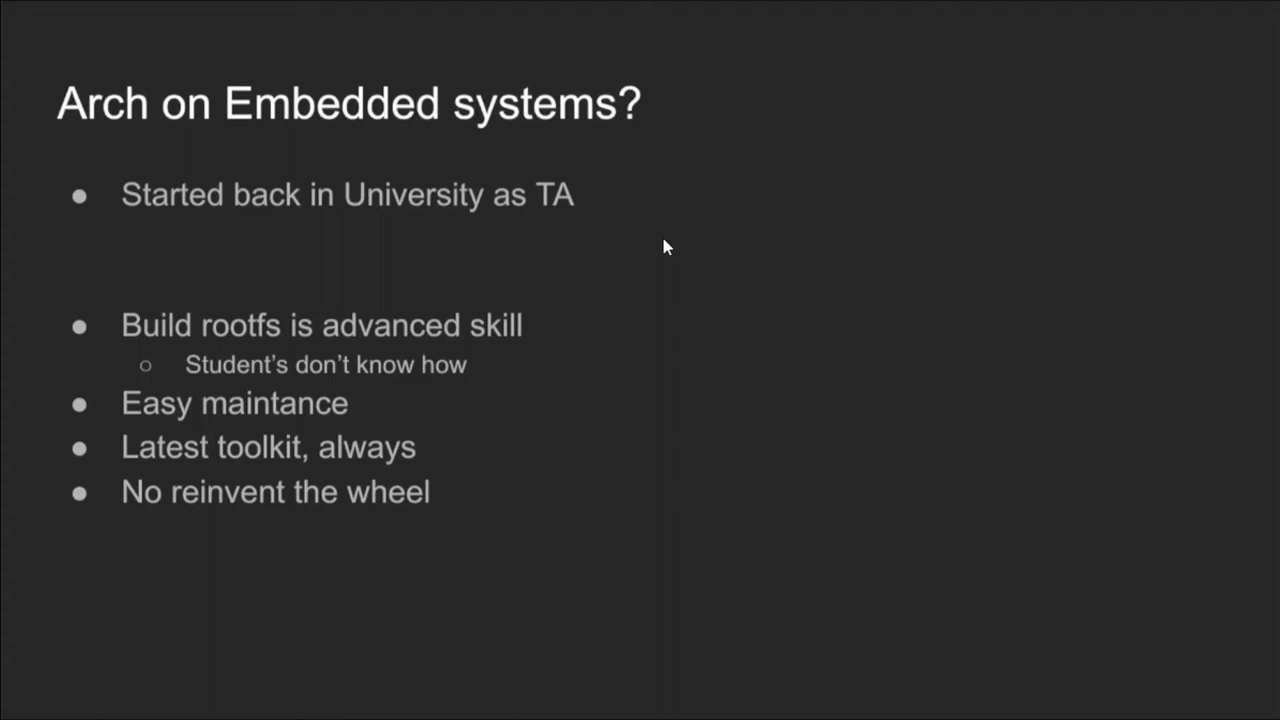 Arch on Embedded systems?
● Started back in University as TA
● Build rootfs is advanced skill
○ Student's don't know how
● Easy maintance
● Latest toolkit, always
● No reinvent the wheel